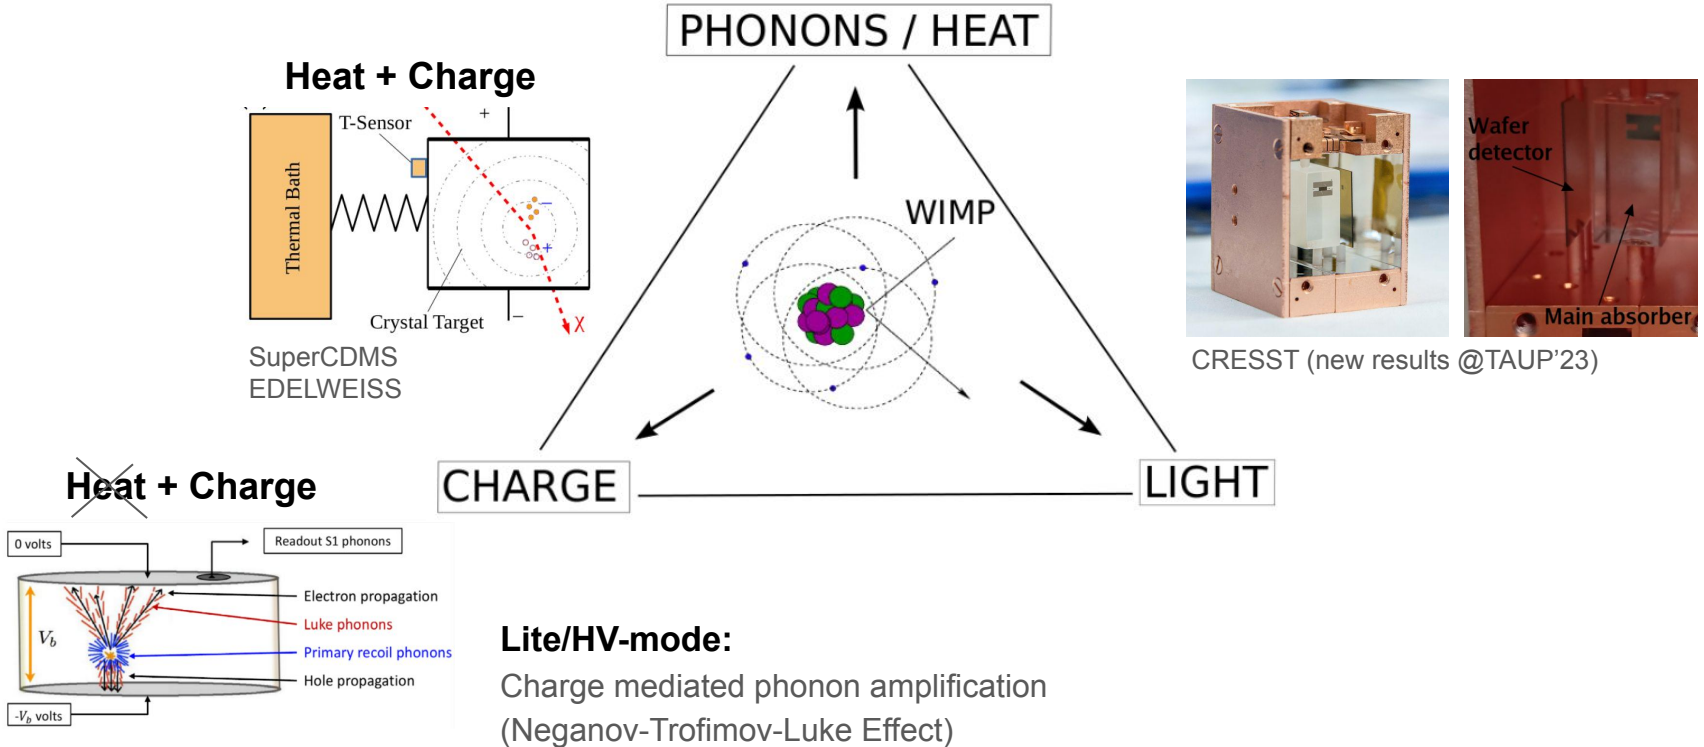 PHONONS / HEAT
Heat + Charge
T-Sensor
+
Thermal Bath
−
+
Crystal Target
−
χ
SuperCDMS
EDELWEISS
WIMP
Wafer
detector
Main absorber
CRESST (new results @TAUP’23)
CHARGE
LIGHT
Heat + Charge
0 volts
Readout S1 phonons
Electron propagation
Luke phonons
V_b
Primary recoil phonons
Hole propagation
-V_b volts
Lite/HV-mode:
Charge mediated phonon amplification
(Neganov-Trofimov-Luke Effect)